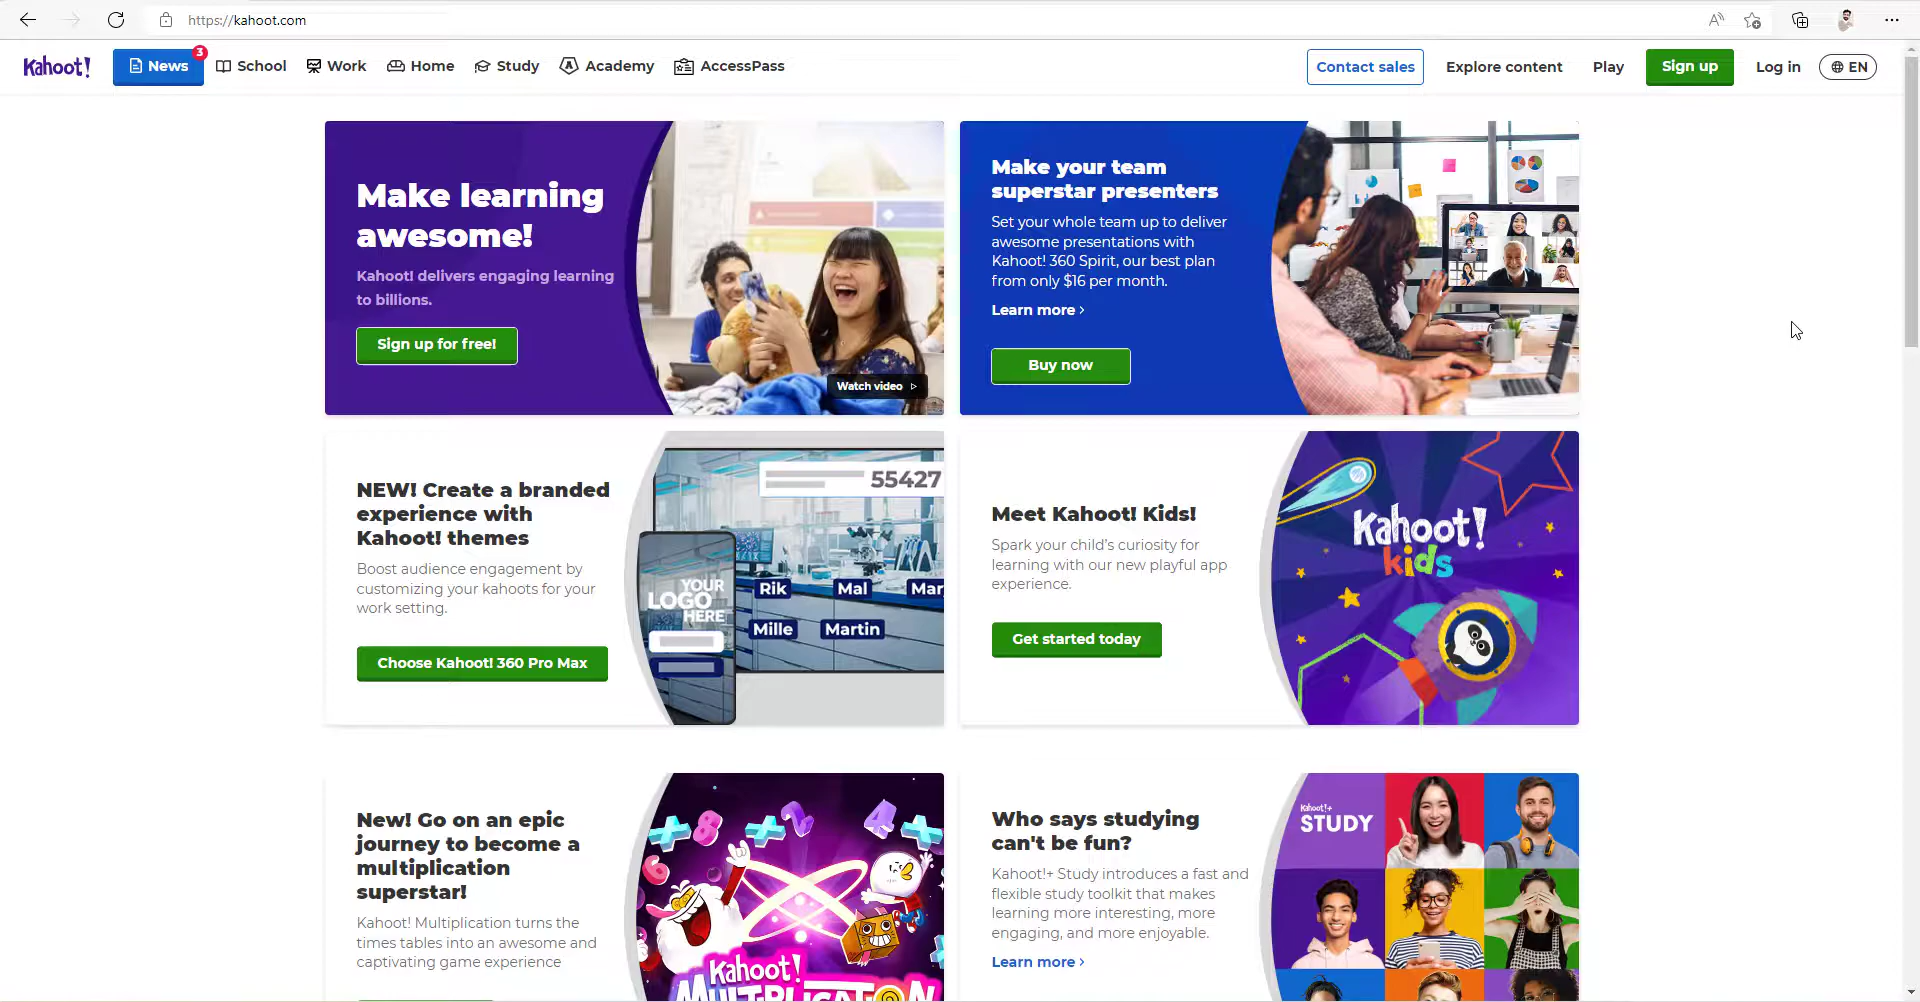 https://kahoot.com
Kahoot!
News
3
School
Work
Home
Study
Academy
AccessPass
Contact sales
Explore content
Play
Sign up
Log in
EN
Make learning
awesome!
Kahoot! delivers engaging learning
to billions.
Sign up for free!
Watch video
Make your team
superstar presenters
Set your whole team up to deliver
awesome presentations with
Kahoot! 360 Spirit, our best plan
from only $16 per month.
Learn more ›
Buy now
NEW! Create a branded
experience with
Kahoot! themes
Boost audience engagement by
customizing your kahoots for your
work setting.
Choose Kahoot! 360 Pro Max
55427
YOUR
LOGO
HERE
Rik
Mal
Mar
Mille
Martin
Meet Kahoot! Kids!
Spark your child's curiosity for
learning with our new playful app
experience.
Get started today
Kahoot!
kids
New! Go on an epic
journey to become a
multiplication
superstar!
Kahoot! Multiplication turns the
times tables into an awesome and
captivating game experience
Kahoot!
MULTIPLICATION
Who says studying
can't be fun?
Kahoot!+ Study introduces a fast and
flexible study toolkit that makes
learning more interesting, more
engaging, and more enjoyable.
Learn more ›
Kahoot!+
STUDY